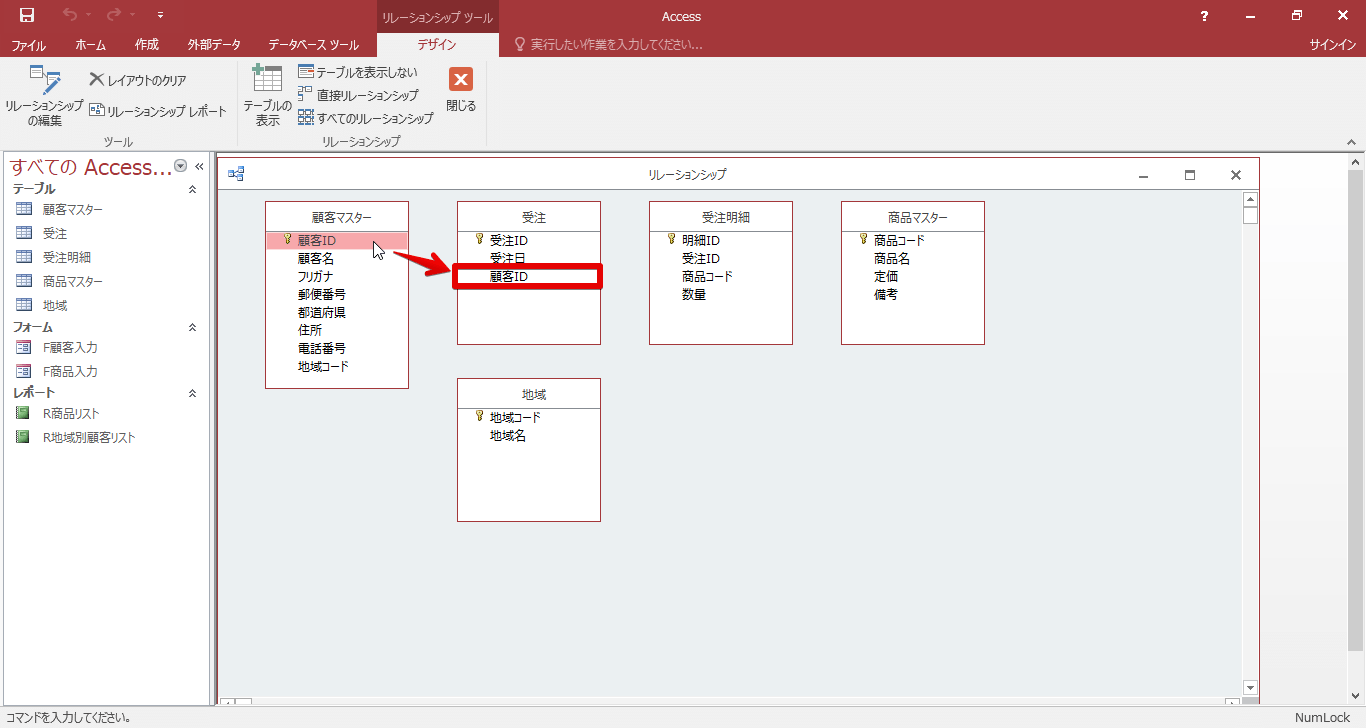 リレーションシップ ツール
Access
?
ファイル
ホーム
作成
外部データ
データベース ツール
デザイン
実行したい作業を入力してください...
サインイン
リレーションシップ
の編集
レイアウトのクリア
リレーションシップ レポート
ツール
テーブルの
表示
テーブルを表示しない
直接リレーションシップ
すべてのリレーションシップ
閉じる
リレーションシップ
すべての Access...
テーブル
顧客マスター
受注
受注明細
商品マスター
地域
フォーム
F顧客入力
F商品入力
レポート
R商品リスト
R地域別顧客リスト
リレーションシップ
顧客マスター
顧客ID
顧客名
フリガナ
郵便番号
都道府県
住所
電話番号
地域コード
受注
受注ID
受注日
顧客ID
受注明細
明細ID
受注ID
商品コード
数量
商品マスター
商品コード
商品名
定価
備考
地域
地域コード
地域名
コマンドを入力してください。
NumLock